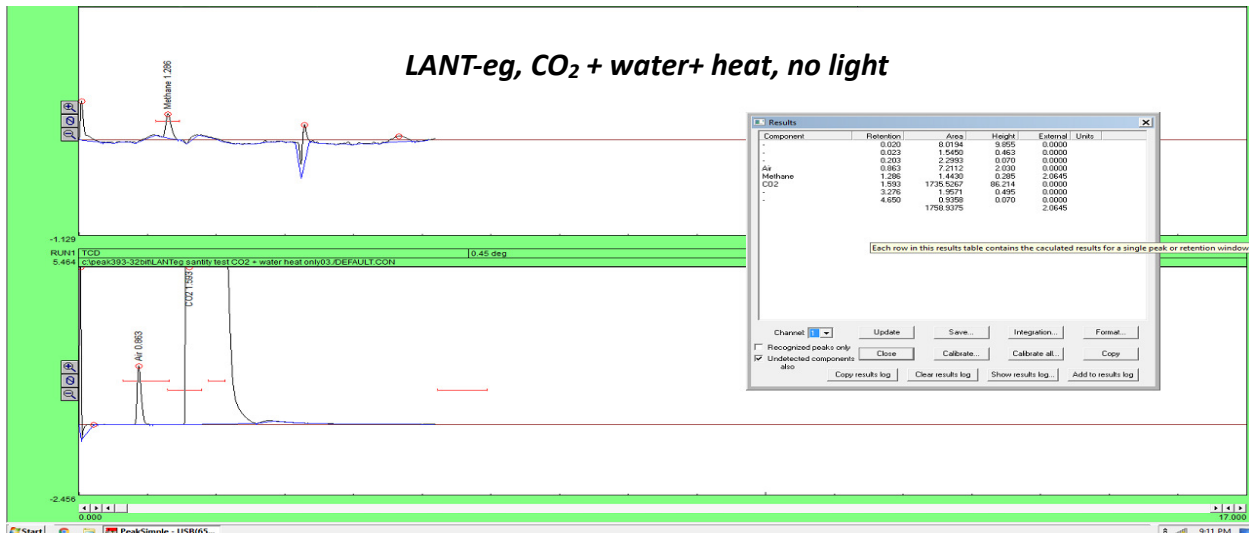 LANT-eg, CO2 + water+ heat, no light
Methane 1.286
-1.129
RUN1 TCD 0.45 deg
5.464 c:\peak393-32bit\LANTeg santity test CO2 + water heat only03./DEFAULT.CON
CO2 1.593
Air 0.863
-2.456
0.000 17.000
Results
Component Retention Area Height External Units
- 0.020 8.0194 9.855 0.0000
- 0.023 1.5450 0.463 0.0000
- 0.203 2.2993 0.070 0.0000
Air 0.863 7.2112 2.030 0.0000
Methane 1.286 1.4430 0.285 2.0645
CO2 1.593 1735.5267 86.214 0.0000
- 3.276 1.9571 0.495 0.0000
- 4.650 0.9358 0.070 0.0000
1758.9375 2.0645
Each row in this results table contains the caculated results for a single peak or retention window
Channel: 1 Update Save... Integration... Format...
Recognized peaks only
Undetected components also
Close Calibrate... Calibrate all... Copy
Copy results log Clear results log Show results log... Add to results log
Start PeakSimple - USB(65... 9:11 PM